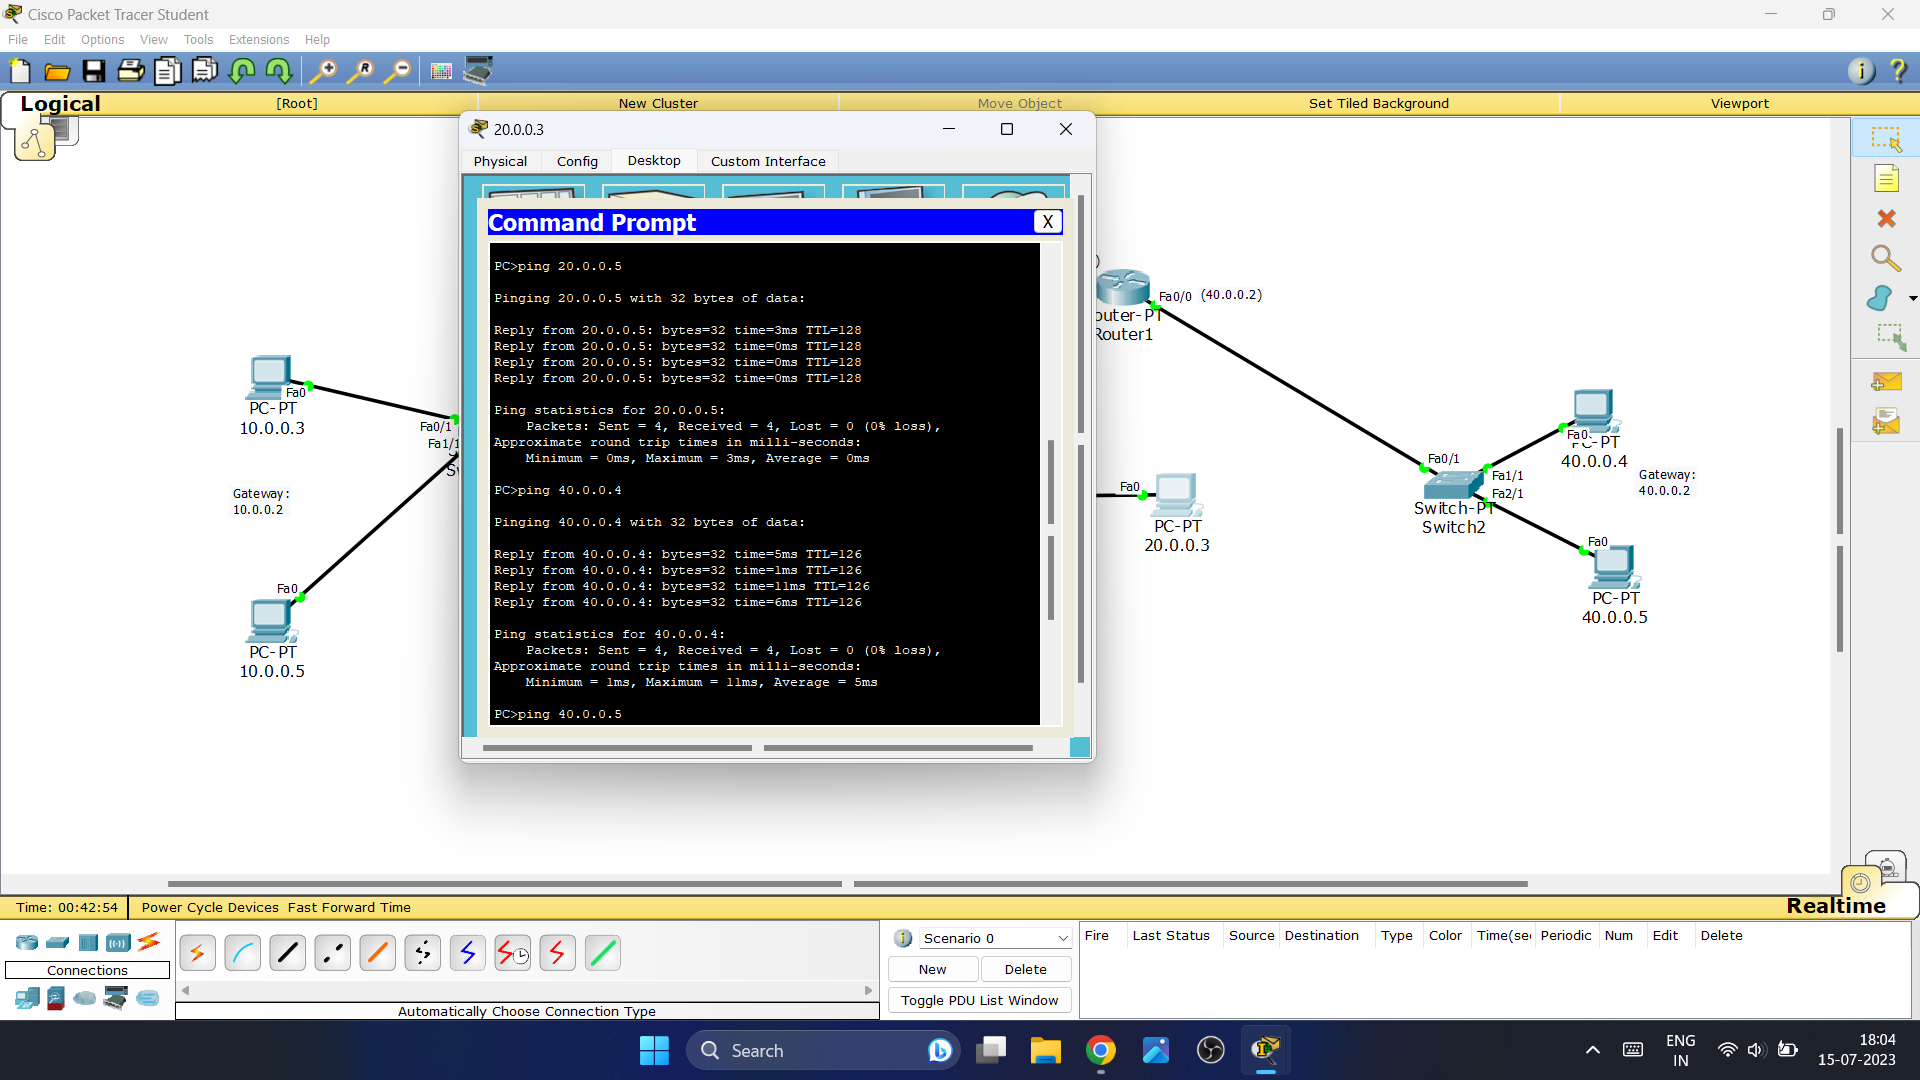 Cisco Packet Tracer Student
File Edit Options View Tools Extensions Help
Logical [Root] New Cluster Move Object Set Tiled Background Viewport
20.0.0.3
Physical Config Desktop Custom Interface
Command Prompt X
PC>ping 20.0.0.5
Pinging 20.0.0.5 with 32 bytes of data:
Reply from 20.0.0.5: bytes=32 time=3ms TTL=128
Reply from 20.0.0.5: bytes=32 time=0ms TTL=128
Reply from 20.0.0.5: bytes=32 time=0ms TTL=128
Reply from 20.0.0.5: bytes=32 time=0ms TTL=128
Ping statistics for 20.0.0.5:
Packets: Sent = 4, Received = 4, Lost = 0 (0% loss),
Approximate round trip times in milli-seconds:
Minimum = 0ms, Maximum = 3ms, Average = 0ms
PC>ping 40.0.0.4
Pinging 40.0.0.4 with 32 bytes of data:
Reply from 40.0.0.4: bytes=32 time=5ms TTL=126
Reply from 40.0.0.4: bytes=32 time=1ms TTL=126
Reply from 40.0.0.4: bytes=32 time=11ms TTL=126
Reply from 40.0.0.4: bytes=32 time=6ms TTL=126
Ping statistics for 40.0.0.4:
Packets: Sent = 4, Received = 4, Lost = 0 (0% loss),
Approximate round trip times in milli-seconds:
Minimum = 1ms, Maximum = 11ms, Average = 5ms
PC>ping 40.0.0.5
Fa0
PC-PT
10.0.0.3
Fa0/1
Fa1/1
Gateway:
10.0.0.2
Fa0
PC-PT
10.0.0.5
Fa0/0 (40.0.0.2)
outer-PT
Router1
Fa0
PC-PT
20.0.0.3
Fa0/1
Fa1/1
Fa2/1
Switch-PT
Switch2
Fa0
PC-PT
40.0.0.4
Gateway:
40.0.0.2
Fa0
PC-PT
40.0.0.5
Time: 00:42:54 Power Cycle Devices Fast Forward Time
Realtime
Connections
Automatically Choose Connection Type
Scenario 0
New Delete
Toggle PDU List Window
Fire Last Status Source Destination Type Color Time(sec Periodic Num Edit Delete
Search
ENG
IN
18:04
15-07-2023